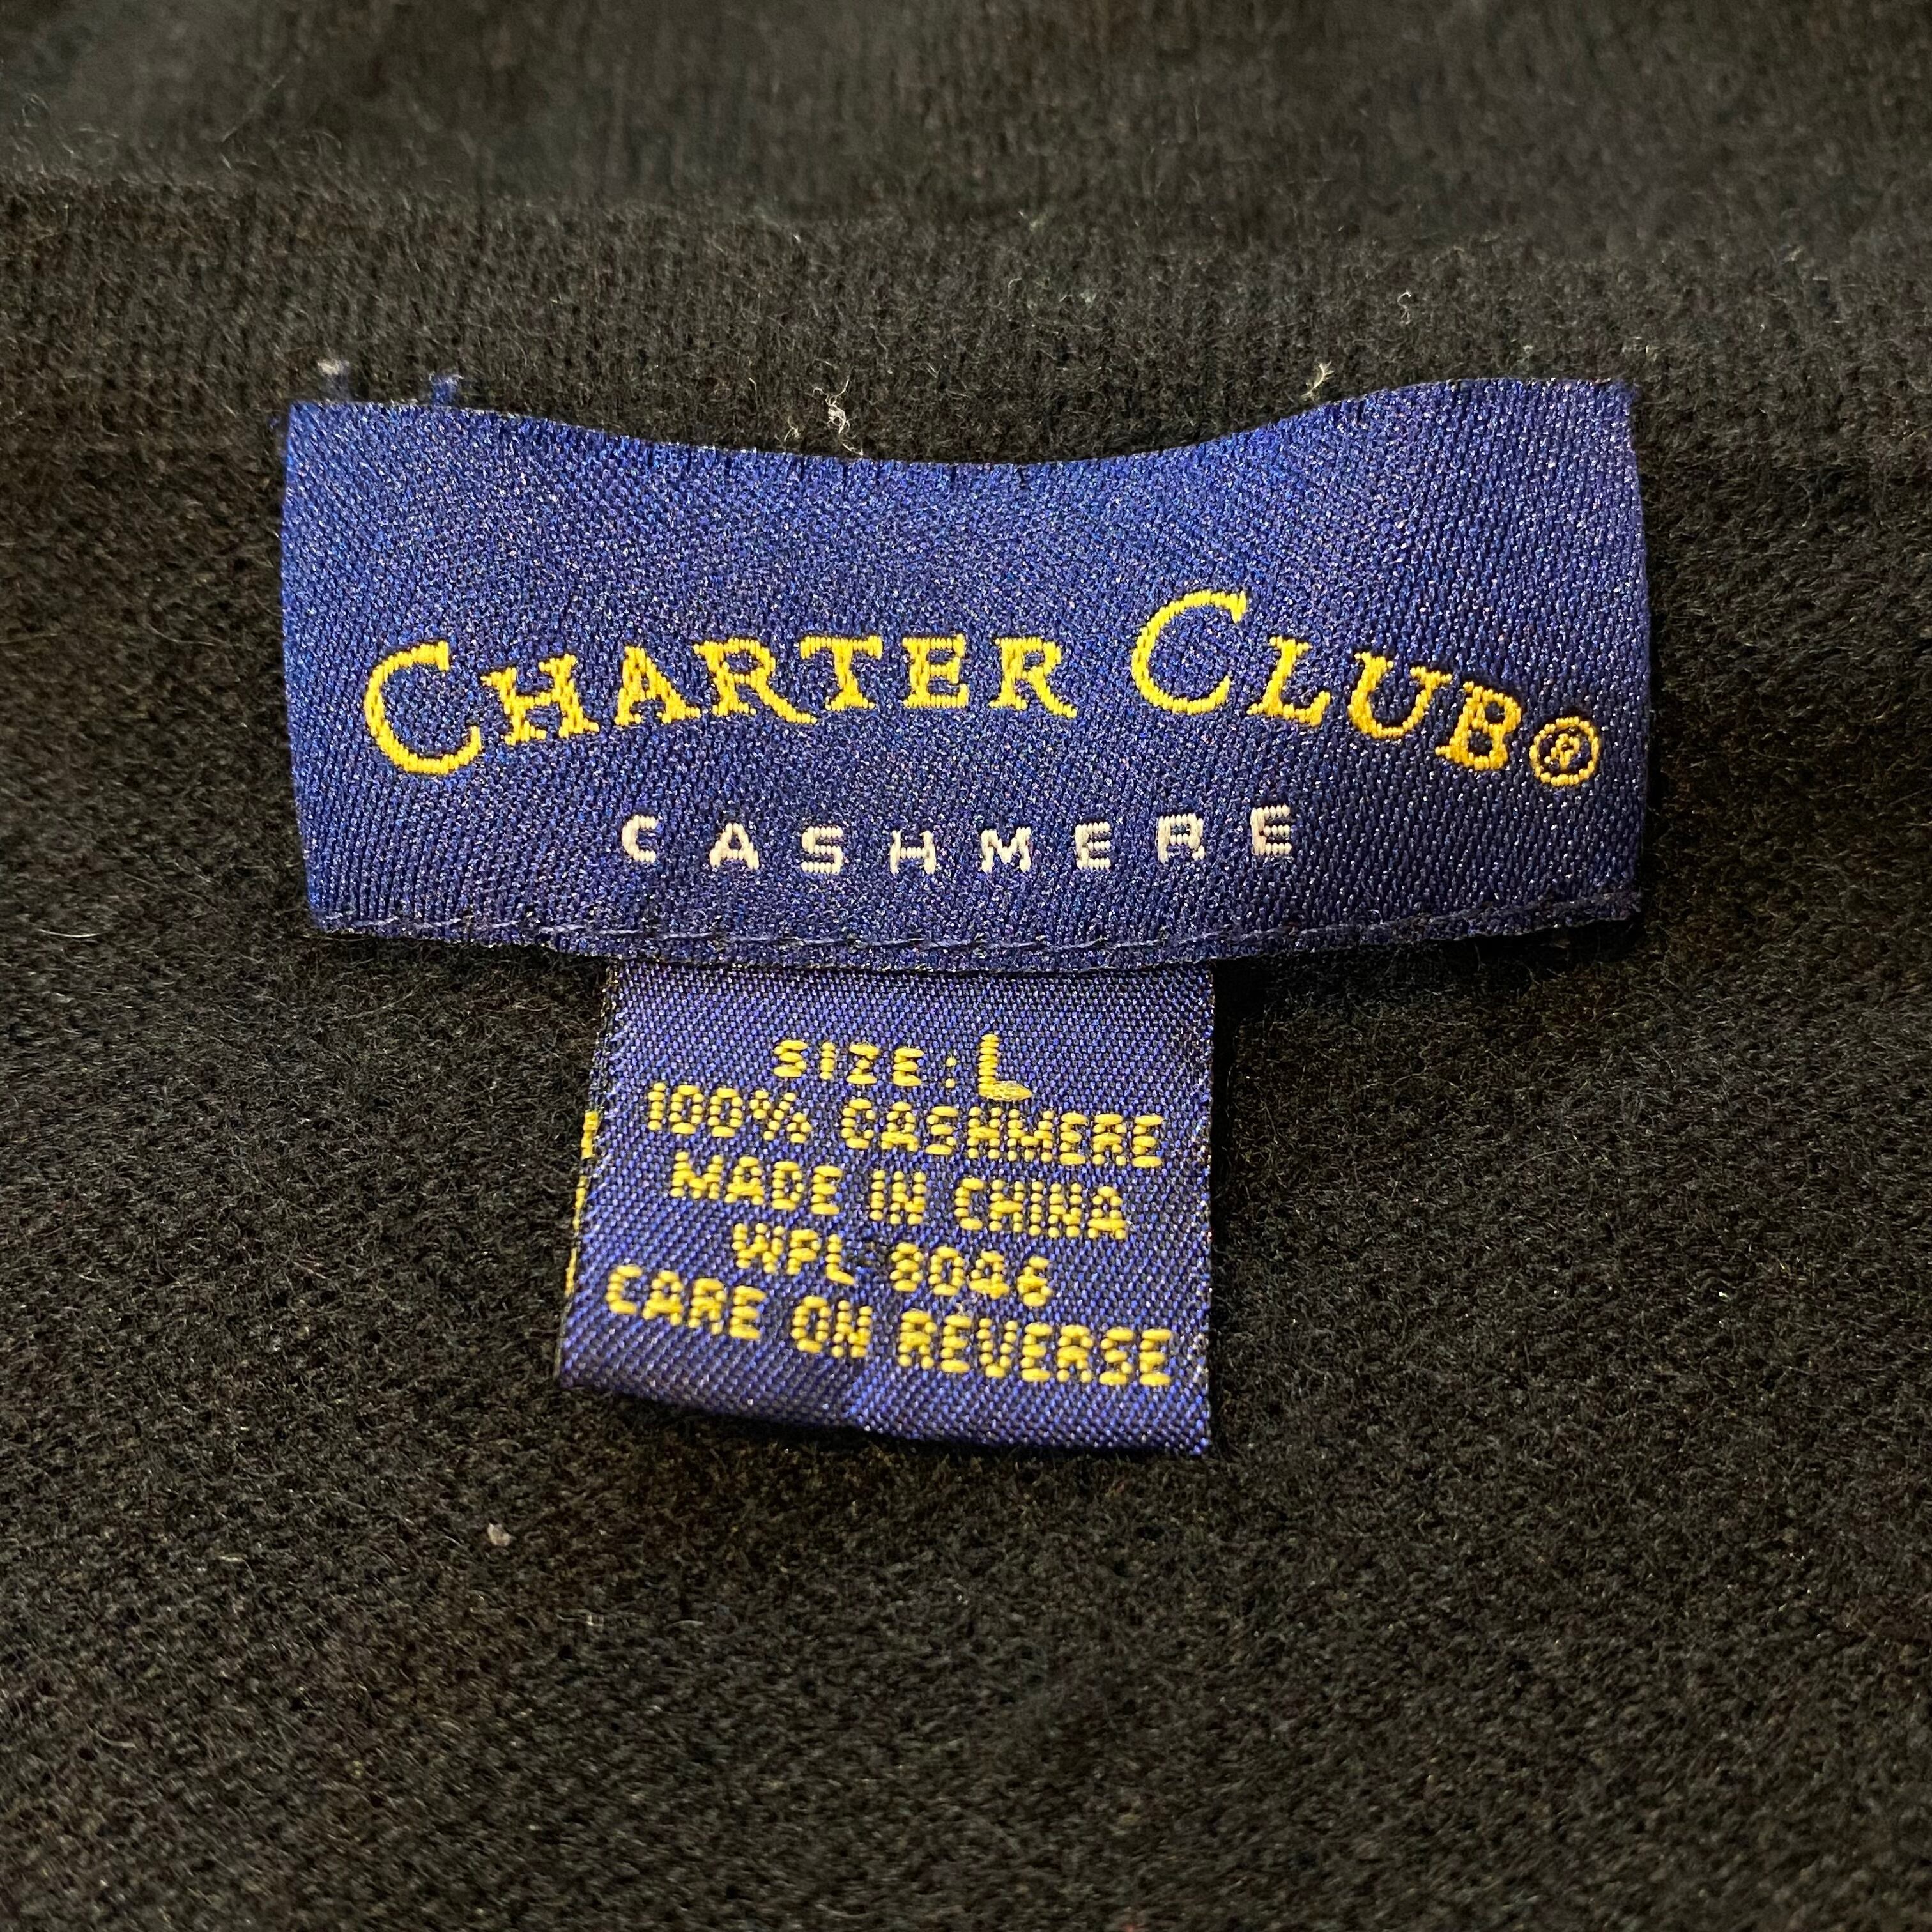 CHARTER CLUB®
CASHMERE
SIZE: L
100% CASHMERE
MADE IN CHINA
WPL 8046
CARE ON REVERSE